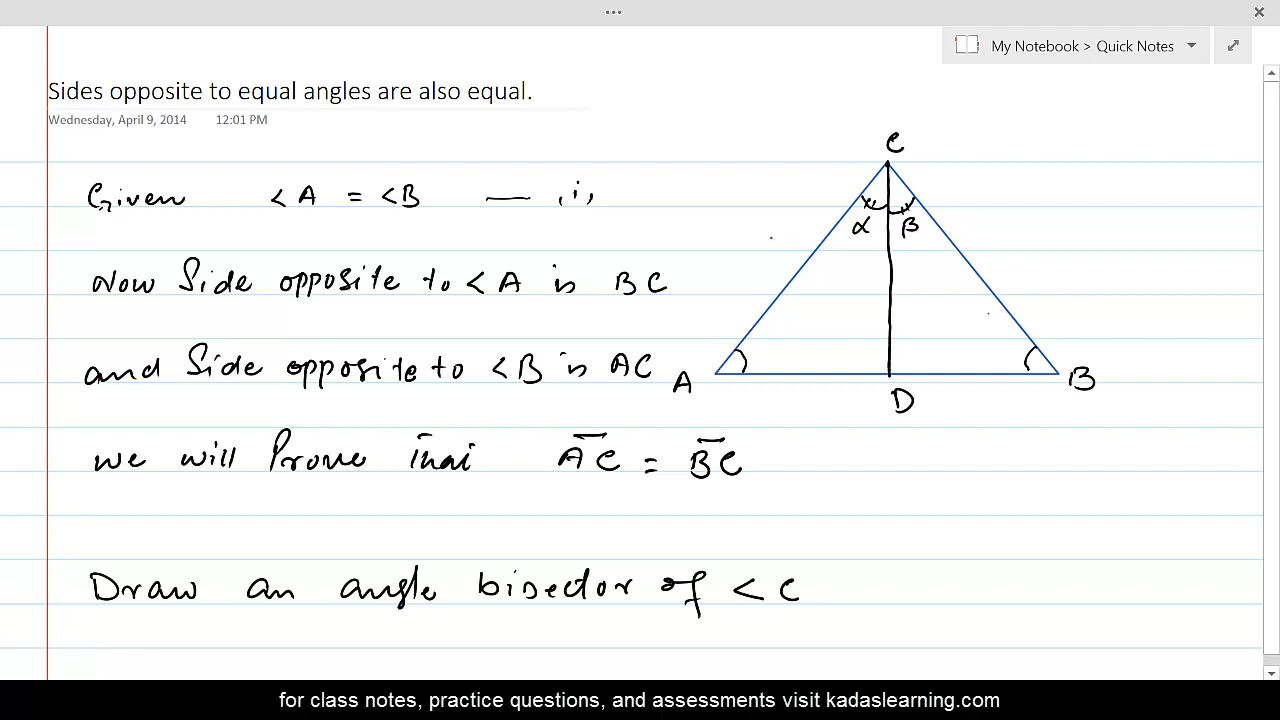 My Notebook > Quick Notes
Sides opposite to equal angles are also equal.
Wednesday, April 9, 2014 12:01 PM
Given ∠A = ∠B — (i)
Now Side opposite to ∠A is BC
and Side opposite to ∠B is AC
we will Prove that A̅C̅ = B̅C̅
Draw an angle bisector of ∠C
C
α β
A B
D
for class notes, practice questions, and assessments visit kadaslearning.com